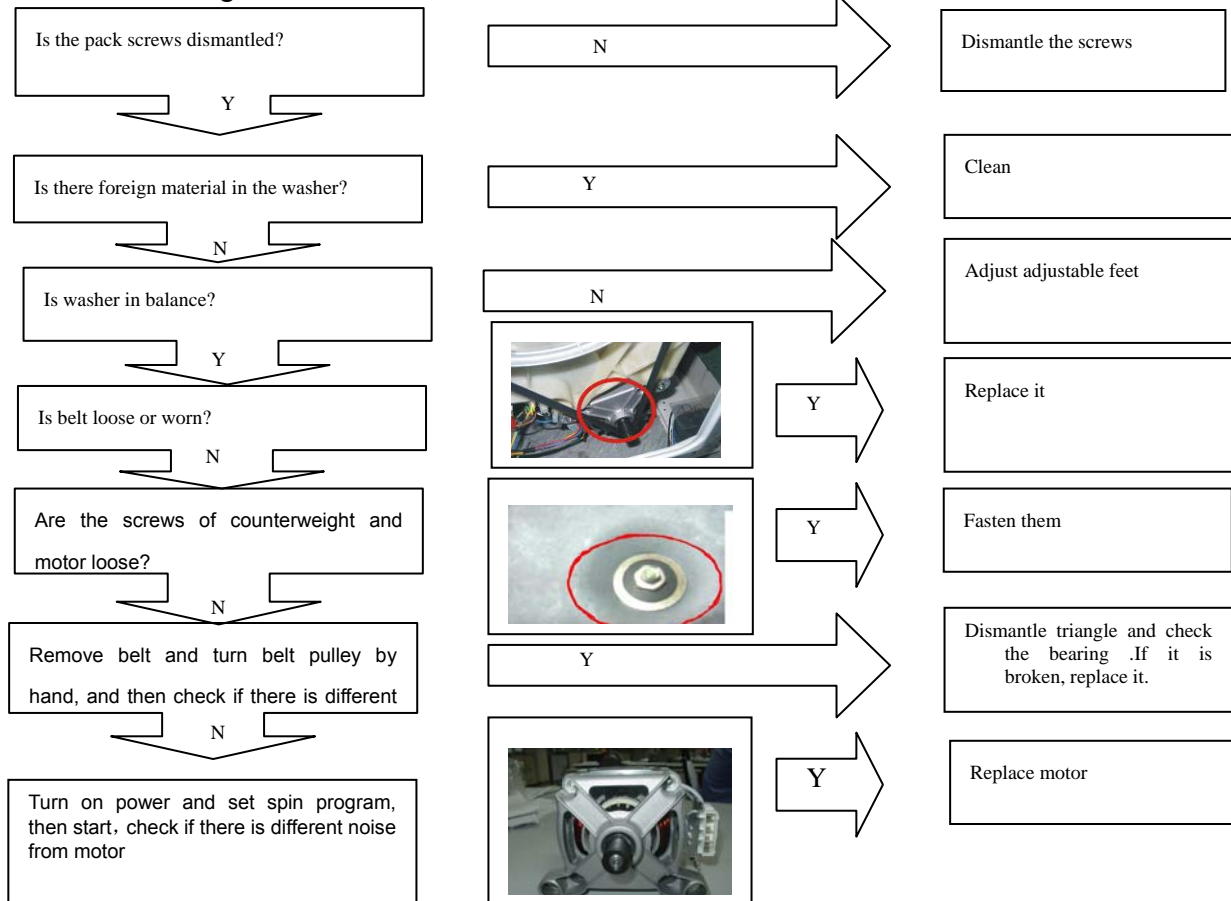 Is the pack screws dismantled?
N
Dismantle the screws
Y
Is there foreign material in the washer?
Y
Clean
N
Is washer in balance?
N
Adjust adjustable feet
Y
Is belt loose or worn?
Y
Replace it
N
Are the screws of counterweight and
motor loose?
Y
Fasten them
N
Remove belt and turn belt pulley by
hand, and then check if there is different
Y
Dismantle triangle and check
the bearing .If it is
broken, replace it.
N
Turn on power and set spin program,
then start，check if there is different noise
from motor
Y
Replace motor